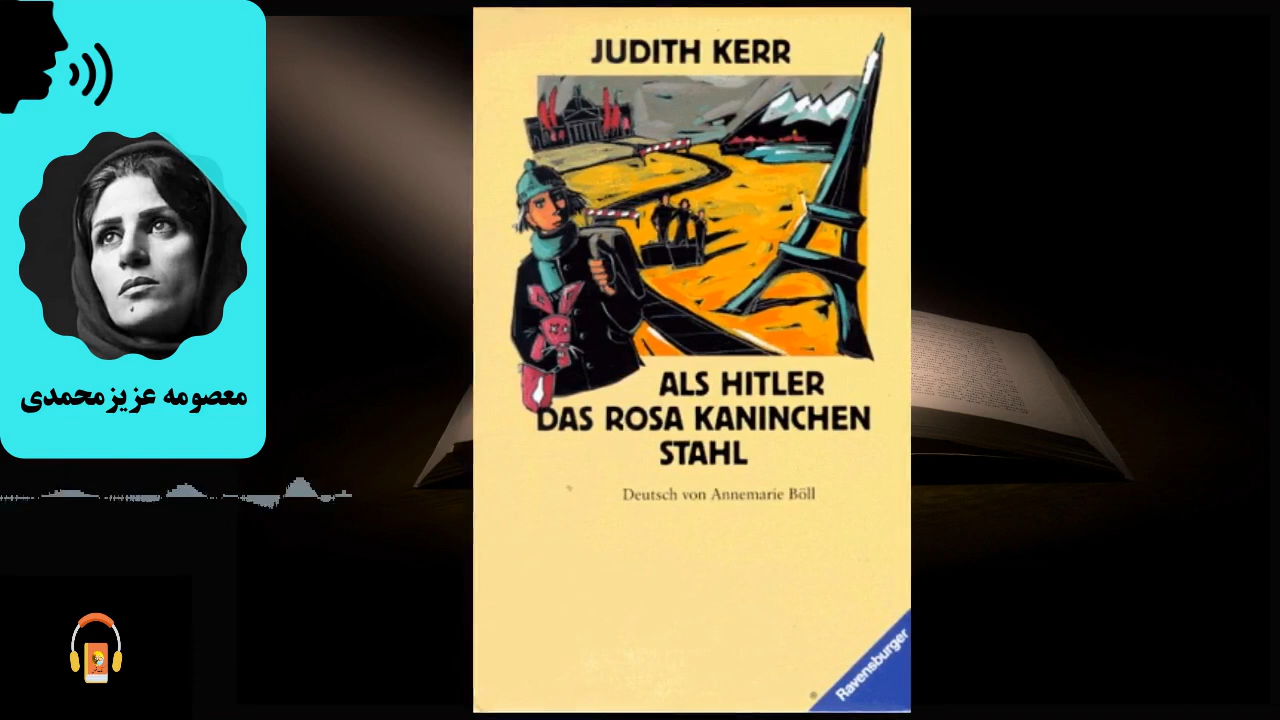 معصومه عزیزمحمدی
JUDITH KERR
ALS HITLER
DAS ROSA KANINCHEN
STAHL
Deutsch von Annemarie Böll
Ravensburger